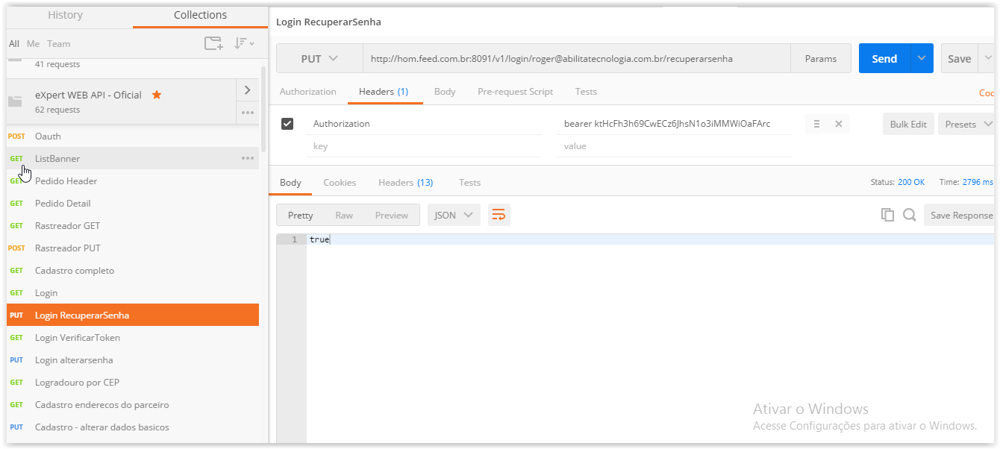 History Collections
All Me Team
41 requests
eXpert WEB API - Oficial
62 requests
POST Oauth
GET ListBanner
GET Pedido Header
GET Pedido Detail
GET Rastreador GET
POST Rastreador PUT
GET Cadastro completo
GET Login
PUT Login RecuperarSenha
GET Login VerificarToken
PUT Login alterarsenha
GET Logradouro por CEP
GET Cadastro enderecos do parceiro
PUT Cadastro - alterar dados basicos
Login RecuperarSenha
PUT http://hom.feed.com.br:8091/v1/login/roger@abilitatecnologia.com.br/recuperarsenha Params Send Save
Authorization Headers (1) Body Pre-request Script Tests
Authorization bearer ktHcFh3h69CwECz6JhsN1o3iMMWiOaFArc Bulk Edit Presets
key value
Body Cookies Headers (13) Tests Status: 200 OK Time: 2796 ms
Pretty Raw Preview JSON Save Response
1 true
Ativar o Windows
Acesse Configurações para ativar o Windows.